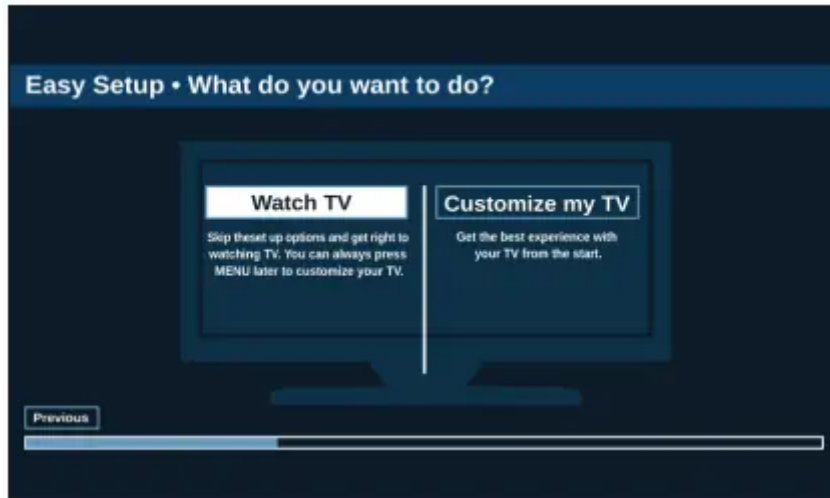 Easy Setup • What do you want to do?
Watch TV
Skip theset up options and get right to
watching TV. You can always press
MENU later to customize your TV.
Customize my TV
Get the best experience with
your TV from the start.
Previous